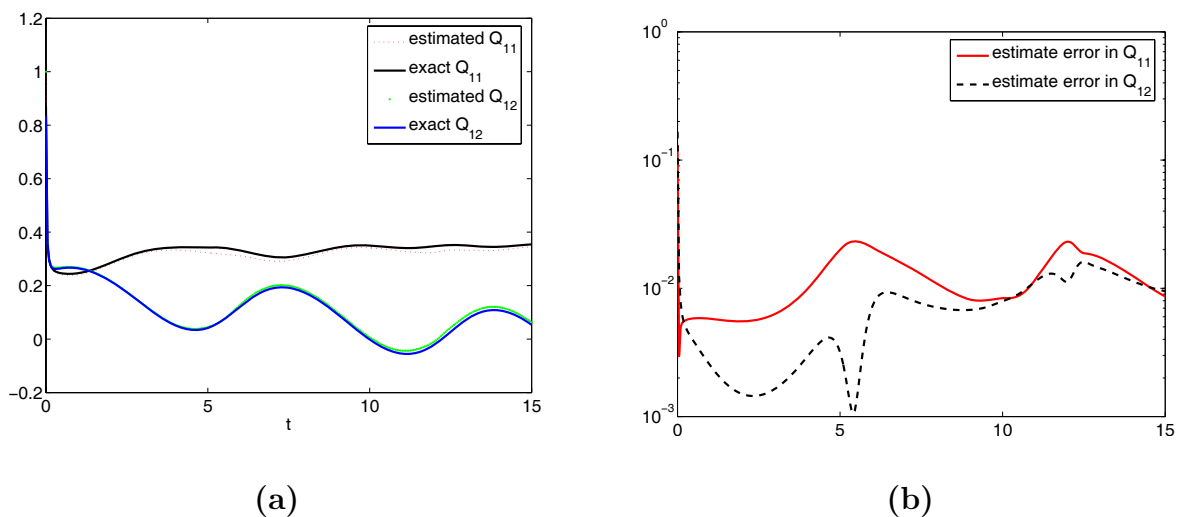 1.2
1
0.8
0.6
0.4
0.2
0
−0.2
0
5
10
15
t
estimated Q₁₁
exact Q₁₁
estimated Q₁₂
exact Q₁₂
(a)
10⁰
10⁻¹
10⁻²
10⁻³
0
5
10
15
estimate error in Q₁₁
estimate error in Q₁₂
(b)